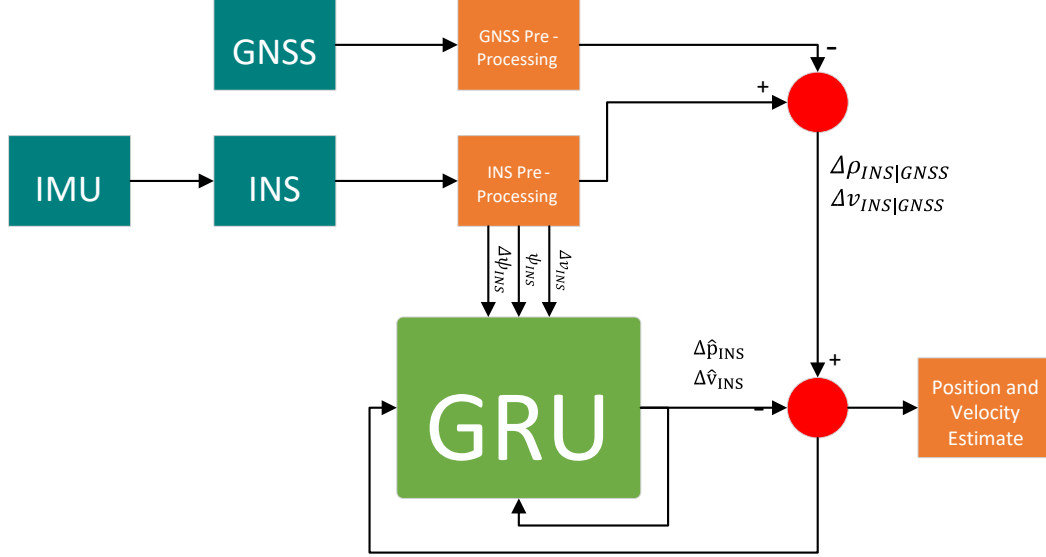 GNSS
GNSS Pre -
Processing
-
+
IMU
INS
INS Pre -
Processing
Δρ_{INS|GNSS}
Δv_{INS|GNSS}
Δψ_{INS}
ψ_{INS}
Δv_{INS}
GRU
Δp̂_{INS}
Δv̂_{INS}
+
-
Position and
Velocity
Estimate